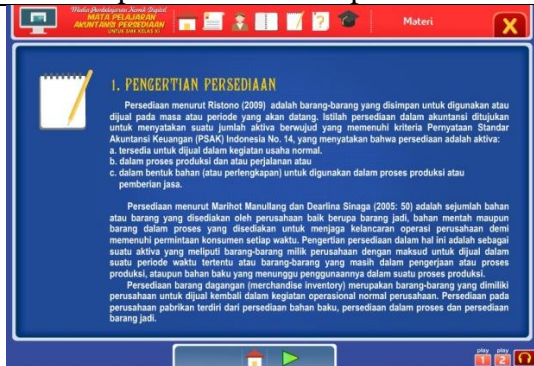 Media Pembelajaran Komik Digital
MATA PELAJARAN
AKUNTANSI PERSEDIAAN
UNTUK SMK KELAS XI
Materi
X
1. PENGERTIAN PERSEDIAAN
Persediaan menurut Ristono (2009) adalah barang-barang yang disimpan untuk digunakan atau
dijual pada masa atau periode yang akan datang. Istilah persediaan dalam akuntansi ditujukan
untuk menyatakan suatu jumlah aktiva berwujud yang memenuhi kriteria Pernyataan Standar
Akuntansi Keuangan (PSAK) Indonesia No. 14, yang menyatakan bahwa persediaan adalah aktiva:
a. tersedia untuk dijual dalam kegiatan usaha normal.
b. dalam proses produksi dan atau perjalanan atau
c. dalam bentuk bahan (atau perlengkapan) untuk digunakan dalam proses produksi atau
pemberian jasa.
Persediaan menurut Marihot Manullang dan Dearlina Sinaga (2005: 50) adalah sejumlah bahan
atau barang yang disediakan oleh perusahaan baik berupa barang jadi, bahan mentah maupun
barang dalam proses yang disediakan untuk menjaga kelancaran operasi perusahaan demi
memenuhi permintaan konsumen setiap waktu. Pengertian persediaan dalam hal ini adalah sebagai
suatu aktiva yang meliputi barang-barang milik perusahaan dengan maksud untuk dijual dalam
suatu periode waktu tertentu atau barang-barang yang masih dalam pengerjaan atau proses
produksi, ataupun bahan baku yang menunggu penggunaannya dalam suatu proses produksi.
Persediaan barang dagangan (merchandise inventory) merupakan barang-barang yang dimiliki
perusahaan untuk dijual kembali dalam kegiatan operasional normal perusahaan. Persediaan pada
perusahaan pabrikan terdiri dari persediaan bahan baku, persediaan dalam proses dan persediaan
barang jadi.
play play
1 2